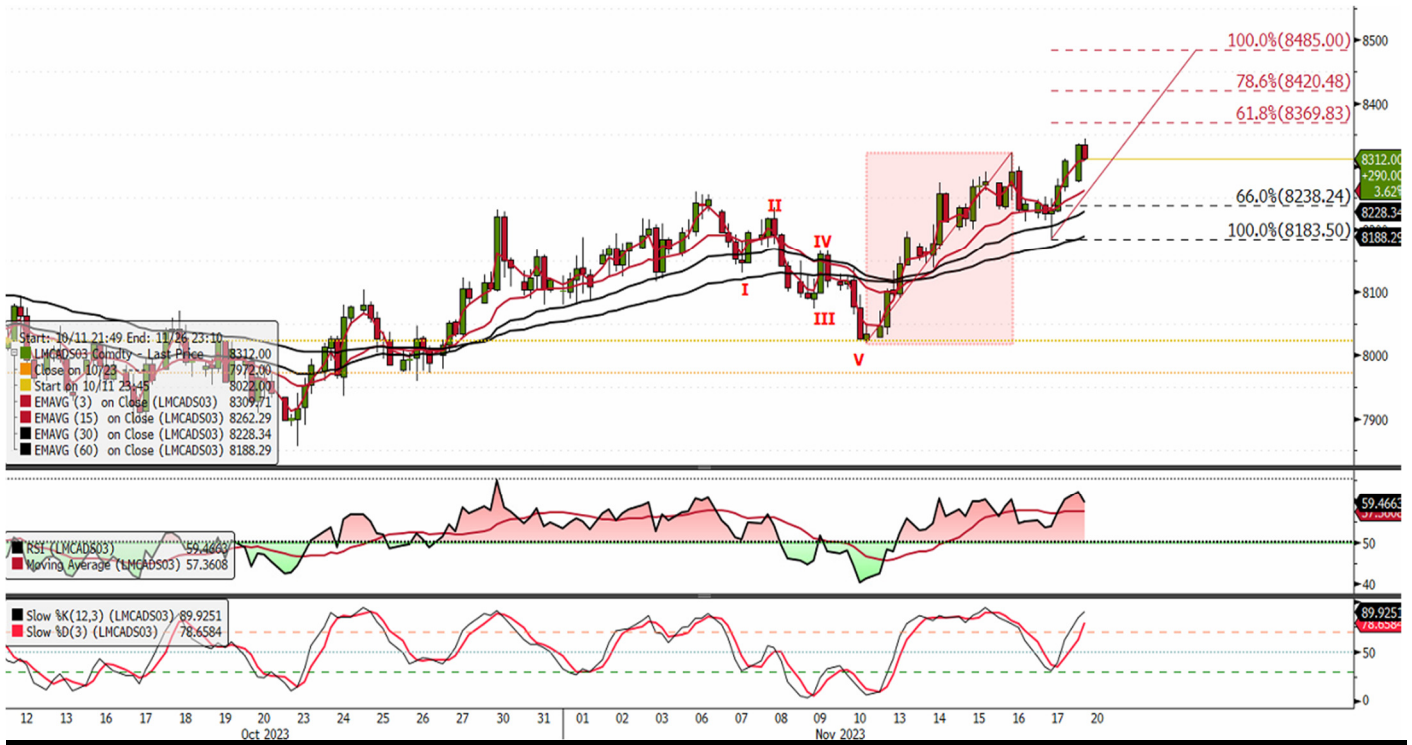 100.0%(8485.00)
78.6%(8420.48)
61.8%(8369.83)
66.0%(8238.24)
100.0%(8183.50)
8500
8400
8312.00
+290.00
3.62%
8228.34
8188.29
8100
8000
7900
II
IV
I
III
V
Start: 10/11 21:49 End: 11/26 23:10
LMCADS03 Comdty - Last Price 8312.00
Close on 10/23 7972.00
Start on 10/11 23:45 8022.00
EMAVG (3) on Close (LMCADS03) 8309.71
EMAVG (15) on Close (LMCADS03) 8262.29
EMAVG (30) on Close (LMCADS03) 8228.34
EMAVG (60) on Close (LMCADS03) 8188.29
RSI (LMCADS03) 59.4663
Moving Average (LMCADS03) 57.3608
59.4663
57.3608
50
40
Slow %K(12,3) (LMCADS03) 89.9251
Slow %D(3) (LMCADS03) 78.6584
89.9251
78.6584
50
0
12 13 16 17 18 19 20 23 24 25 26 27 30 31 01 02 03 06 07 08 09 10 13 14 15 16 17 20
Oct 2023 Nov 2023